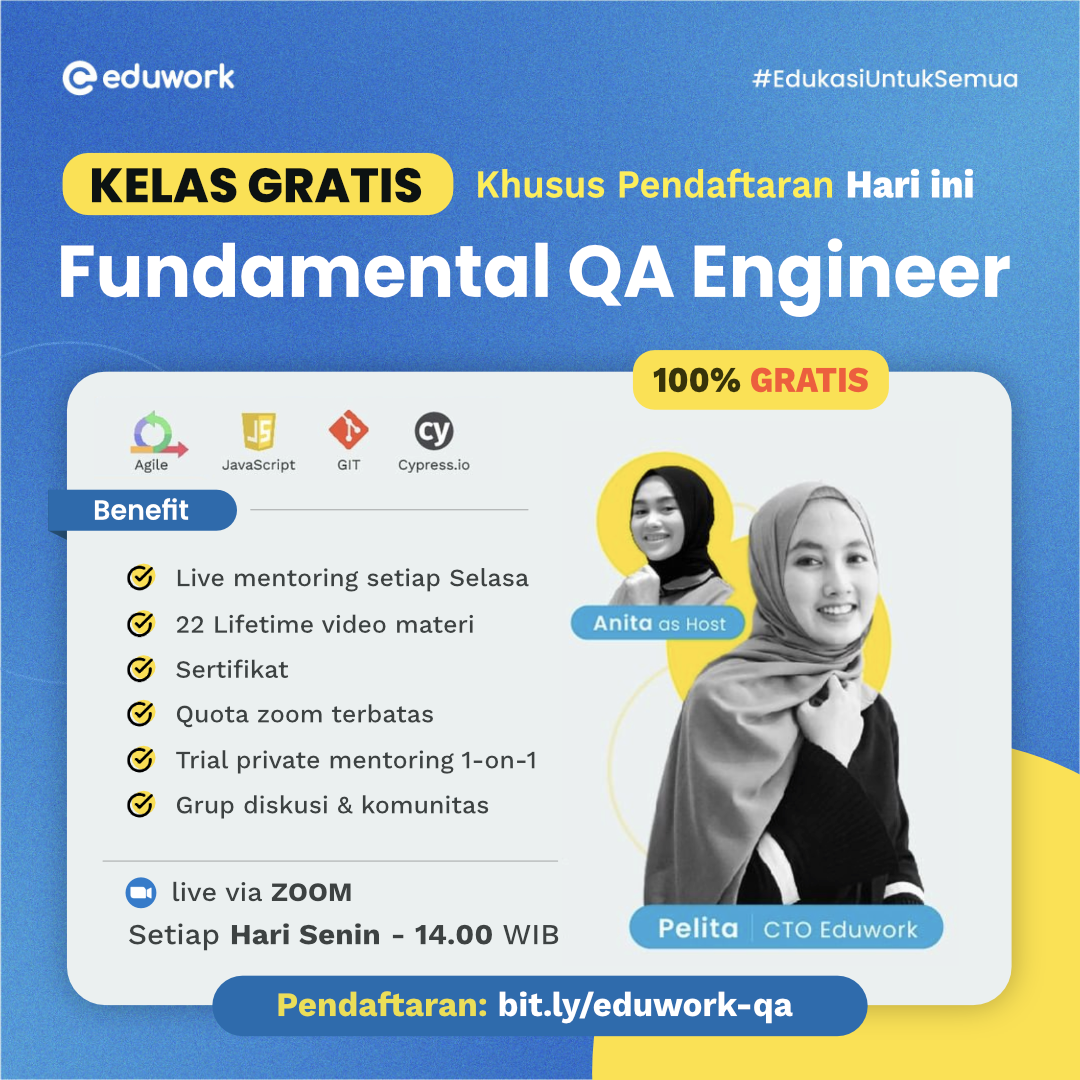 eduwork
#EdukasiUntukSemua
KELAS GRATIS
Khusus Pendaftaran Hari ini
Fundamental QA Engineer
100% GRATIS
Agile
JS
JavaScript
GIT
cy
Cypress.io
Benefit
Live mentoring setiap Selasa
22 Lifetime video materi
Sertifikat
Quota zoom terbatas
Trial private mentoring 1-on-1
Grup diskusi & komunitas
Anita as Host
live via ZOOM
Setiap Hari Senin - 14.00 WIB
Pelita | CTO Eduwork
Pendaftaran: bit.ly/eduwork-qa